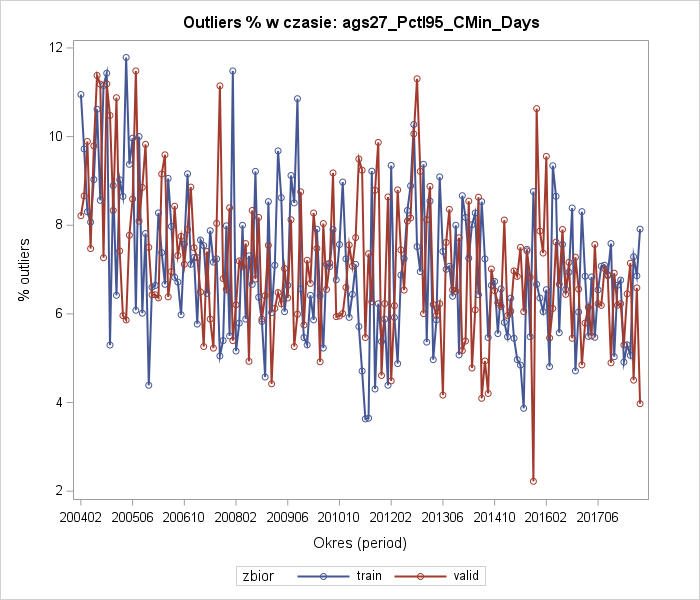 Outliers % w czasie: ags27_Pctl95_CMin_Days
% outliers
12
10
8
6
4
2
200402 200506 200610 200802 200906 201010 201202 201306 201410 201602 201706
Okres (period)
zbior train valid